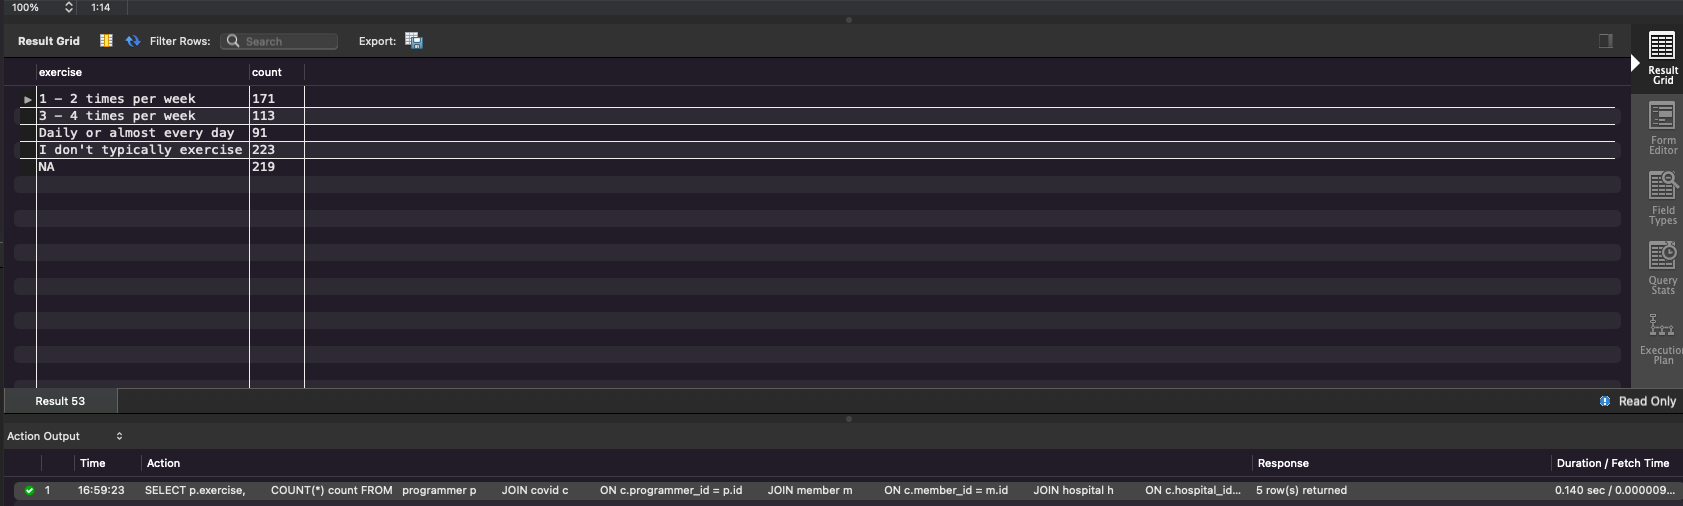 100% 1:14
Result Grid Filter Rows: Search Export:
exercise count
1 - 2 times per week 171
3 - 4 times per week 113
Daily or almost every day 91
I don't typically exercise 223
NA 219
Result
Grid
Form
Editor
Field
Types
Query
Stats
Execution
Plan
Result 53 Read Only
Action Output
Time Action Response Duration / Fetch Time
1 16:59:23 SELECT p.exercise, COUNT(*) count FROM programmer p JOIN covid c ON c.programmer_id = p.id JOIN member m ON c.member_id = m.id JOIN hospital h ON c.hospital_id... 5 row(s) returned 0.140 sec / 0.000009...